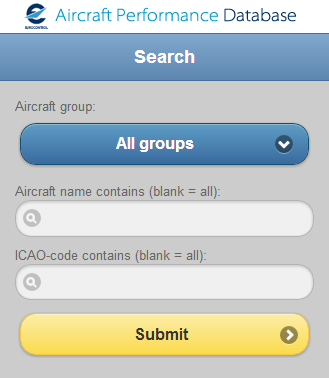 EUROCONTROL
Aircraft Performance Database
Search
Aircraft group:
All groups
Aircraft name contains (blank = all):
ICAO-code contains (blank = all):
Submit